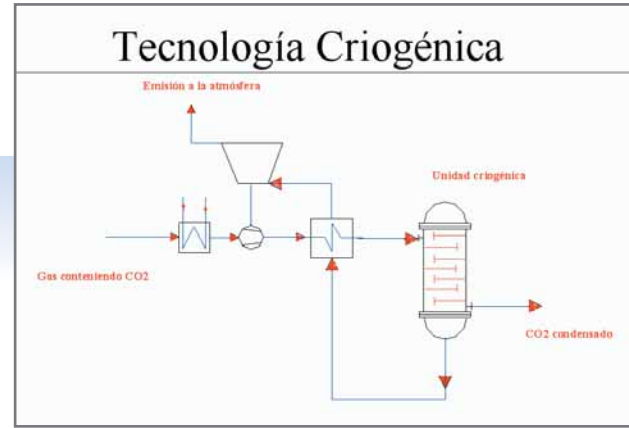 Tecnología Criogénica
Emisión a la atmósfera
Unidad criogénica
Gas conteniendo CO2
CO2 condensado